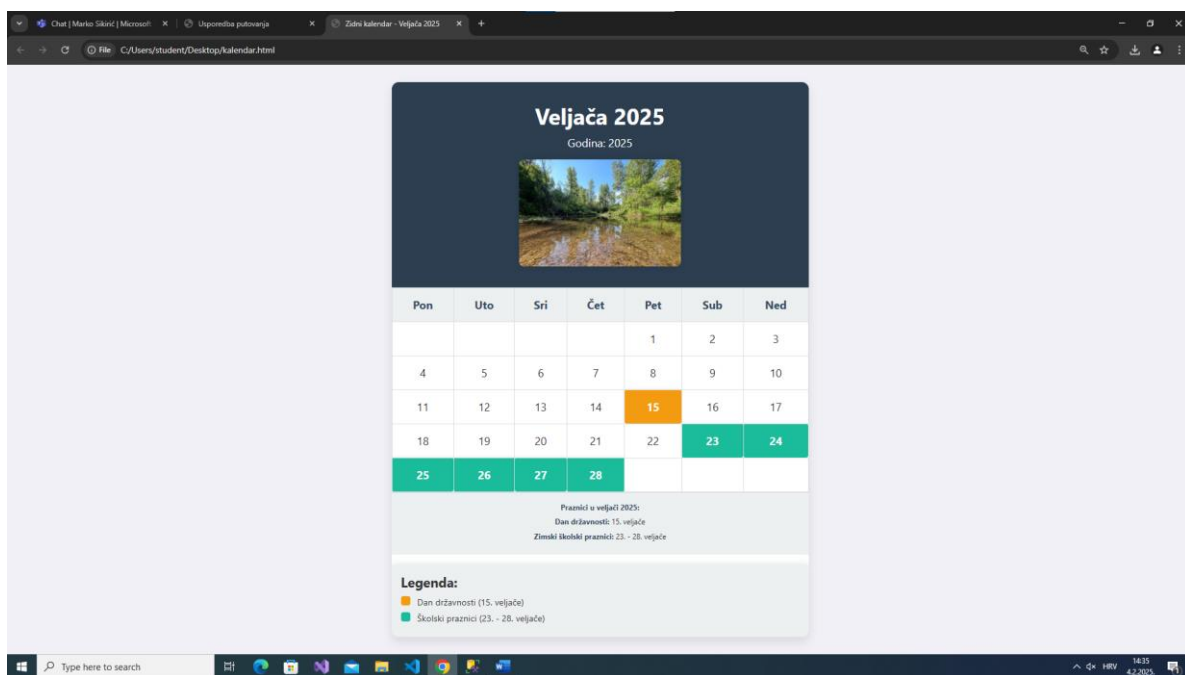 Chat | Marko Sikirić | Microsoft
Usporedba putovanja
Zidni kalendar - Veljača 2025
File C:/Users/student/Desktop/kalendar.html
Veljača 2025
Godina: 2025
Pon Uto Sri Čet Pet Sub Ned
1 2 3
4 5 6 7 8 9 10
11 12 13 14 15 16 17
18 19 20 21 22 23 24
25 26 27 28
Praznici u veljači 2025:
Dan državnosti: 15. veljače
Zimski školski praznici: 23. - 28. veljače
Legenda:
Dan državnosti (15. veljače)
Školski praznici (23. - 28. veljače)
Type here to search
HRV
14:35
4.2.2025.